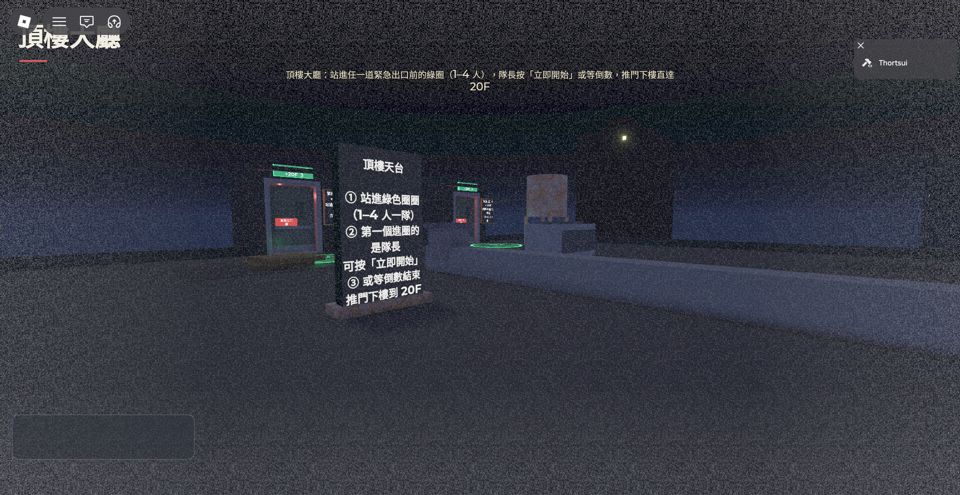 頂樓大廳
Thortsui
頂樓大廳：站進任一道緊急出口前的綠圈（1–4 人），隊長按「立即開始」或等倒數，推門下樓直達
20F
頂樓天台
① 站進綠色圈圈
（1–4 人一隊）
② 第一個進圈的
是隊長
可按「立即開始」
③ 或等倒數結束
推門下樓到 20F